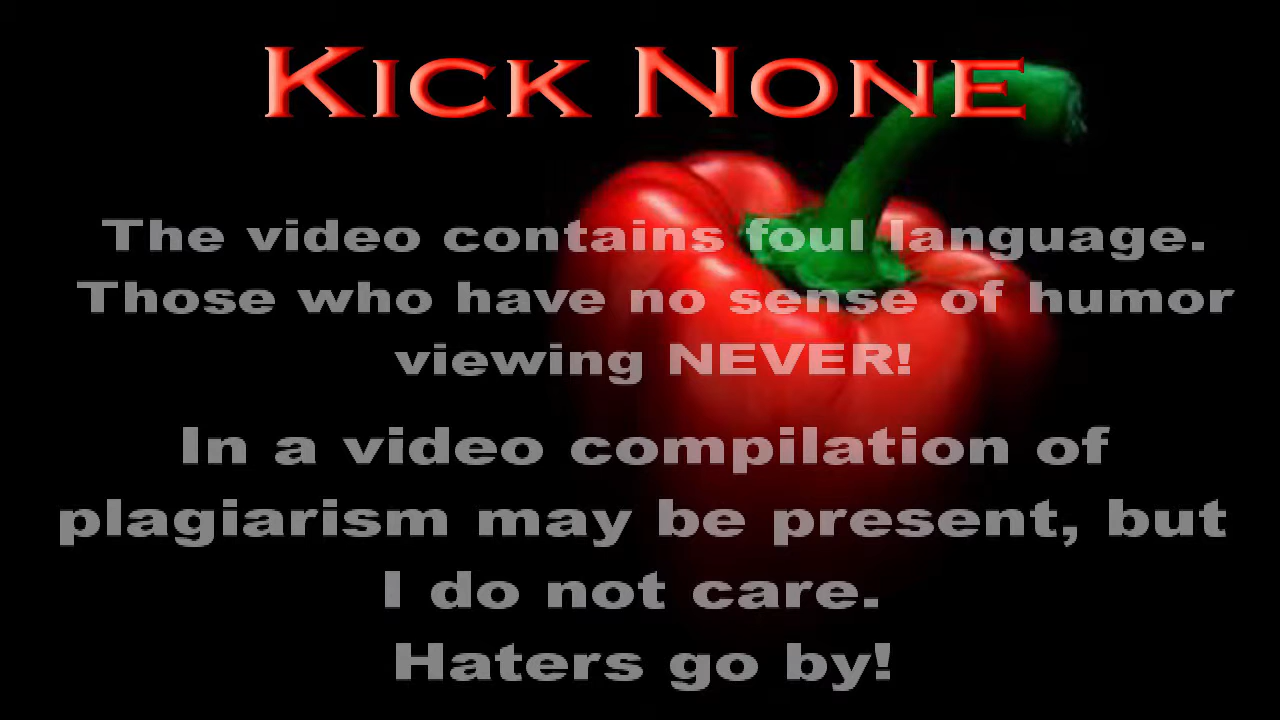 Kick None
The video contains foul language.
Those who have no sense of humor
viewing NEVER!
In a video compilation of
plagiarism may be present, but
I do not care.
Haters go by!